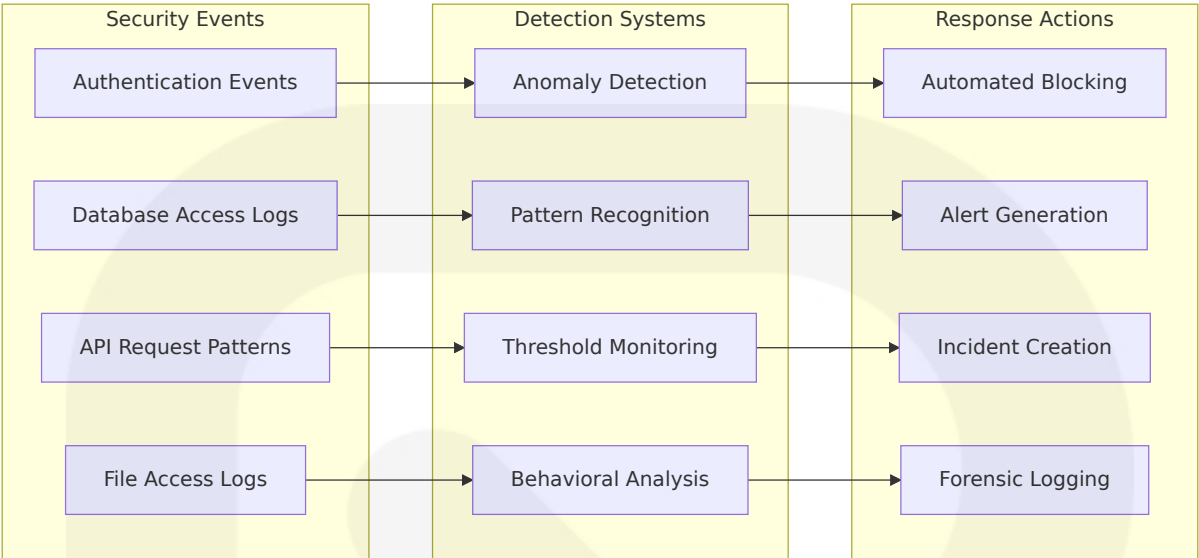 Security Events
Detection Systems
Response Actions
Authentication Events
Anomaly Detection
Automated Blocking
Database Access Logs
Pattern Recognition
Alert Generation
API Request Patterns
Threshold Monitoring
Incident Creation
File Access Logs
Behavioral Analysis
Forensic Logging